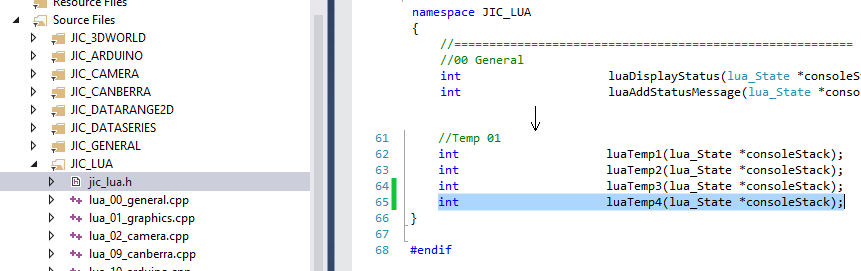 Resource Files
Source Files
JIC_3DWORLD
JIC_ARDUINO
JIC_CAMERA
JIC_CANBERRA
JIC_DATARANGE2D
JIC_DATASERIES
JIC_GENERAL
JIC_LUA
jic_lua.h
lua_00_general.cpp
lua_01_graphics.cpp
lua_02_camera.cpp
lua_09_canberra.cpp
lua_10_arduino.cpp
namespace JIC_LUA
{
//=========================================================
//00 General
int luaDisplayStatus(lua_State *consoleS
int luaAddStatusMessage(lua_State *conso
61 //Temp 01
62 int luaTemp1(lua_State *consoleStack);
63 int luaTemp2(lua_State *consoleStack);
64 int luaTemp3(lua_State *consoleStack);
65 int luaTemp4(lua_State *consoleStack);
66 }
67
68 #endif